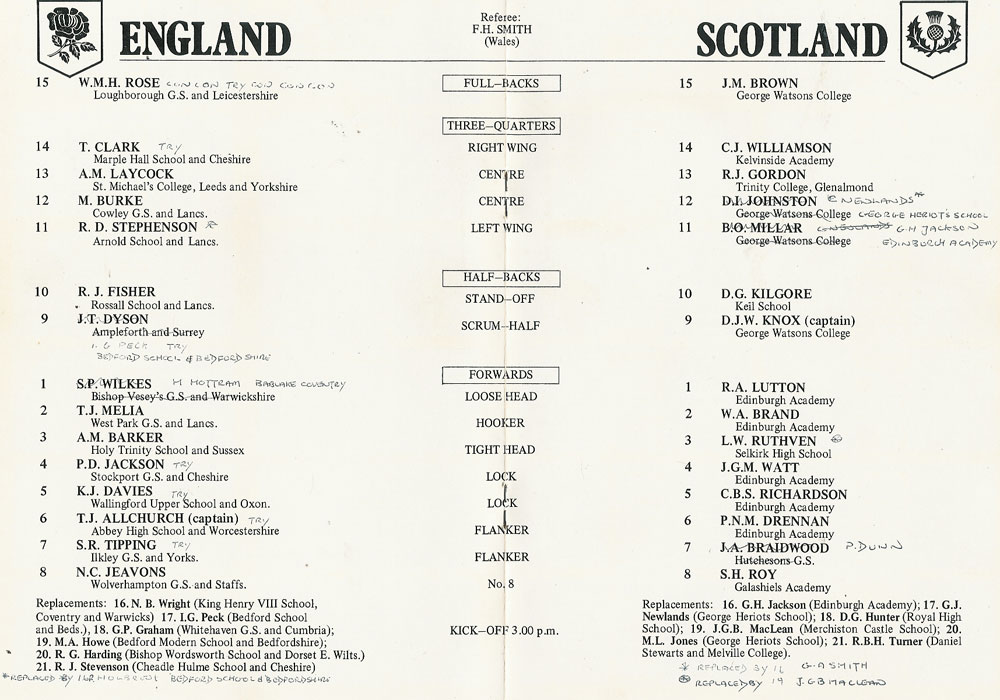 ENGLAND
Referee:
F.H. SMITH
(Wales)
SCOTLAND
15 W.M.H. ROSE CON CON TRY CON CON CON
Loughborough G.S. and Leicestershire
14 T. CLARK TRY
Marple Hall School and Cheshire
13 A.M. LAYCOCK
St. Michael's College, Leeds and Yorkshire
12 M. BURKE
Cowley G.S. and Lancs.
11 R. D. STEPHENSON *
Arnold School and Lancs.
10 R. J. FISHER
Rossall School and Lancs.
9 J.T. DYSON
Ampleforth and Surrey
I. G PECK TRY
BEDFORD SCHOOL & BEDFORDSHIRE
1 S.P. WILKES M HOTTRAM BABLAKE COVENTRY
Bishop Vesey's G.S. and Warwickshire
2 T.J. MELIA
West Park G.S. and Lancs.
3 A.M. BARKER
Holy Trinity School and Sussex
4 P.D. JACKSON TRY
Stockport G.S. and Cheshire
5 K.J. DAVIES TRY
Wallingford Upper School and Oxon.
6 T.J. ALLCHURCH (captain) TRY
Abbey High School and Worcestershire
7 S.R. TIPPING TRY
Ilkley G.S. and Yorks.
8 N.C. JEAVONS
Wolverhampton G.S. and Staffs.
Replacements: 16. N. B. Wright (King Henry VIII School,
Coventry and Warwicks) 17. I.G. Peck (Bedford School
and Beds.), 18. G.P. Graham (Whitehaven G.S. and Cumbria);
19. M.A. Howe (Bedford Modern School and Bedfordshire);
20. R. G. Harding (Bishop Wordsworth School and Dorset E. Wilts.)
21. R. J. Stevenson (Cheadle Hulme School and Cheshire)
*REPLACED BY BEDFORD SCHOOL & BEDFORDSHIRE
FULL–BACKS
THREE–QUARTERS
RIGHT WING
CENTRE
CENTRE
LEFT WING
HALF–BACKS
STAND–OFF
SCRUM–HALF
FORWARDS
LOOSE HEAD
HOOKER
TIGHT HEAD
LOCK
LOCK
FLANKER
FLANKER
No. 8
KICK–OFF 3.00 p.m.
15 J.M. BROWN
George Watsons College
14 C.J. WILLIAMSON
Kelvinside Academy
13 R.J. GORDON
Trinity College, Glenalmond
12 D.I. JOHNSTON NEWLANDS*
George Watsons College GEORGE HERIOT'S SCHOOL
11 B.O. MILLAR G H JACKSON
George Watsons College EDINBURGH ACADEMY
10 D.G. KILGORE
Keil School
9 D.J.W. KNOX (captain)
George Watsons College
1 R.A. LUTTON
Edinburgh Academy
2 W.A. BRAND
Edinburgh Academy
3 L.W. RUTHVEN
Selkirk High School
4 J.G.M. WATT
Edinburgh Academy
5 C.B.S. RICHARDSON
Edinburgh Academy
6 P.N.M. DRENNAN
Edinburgh Academy
7 J.A. BRAIDWOOD P. DUNN
Hutchesons G.S.
8 S.H. ROY
Galashiels Academy
Replacements: 16. G.H. Jackson (Edinburgh Academy); 17. G.J.
Newlands (George Heriots School); 18. D.G. Hunter (Royal High
School); 19. J.G.B. MacLean (Merchiston Castle School); 20.
M.L. Jones (George Heriots School); 21. R.B.H. Turner (Daniel
Stewarts and Melville College).
* REPLACED BY 12 G.A SMITH
REPLACED BY 19 J.GB MACLEAN